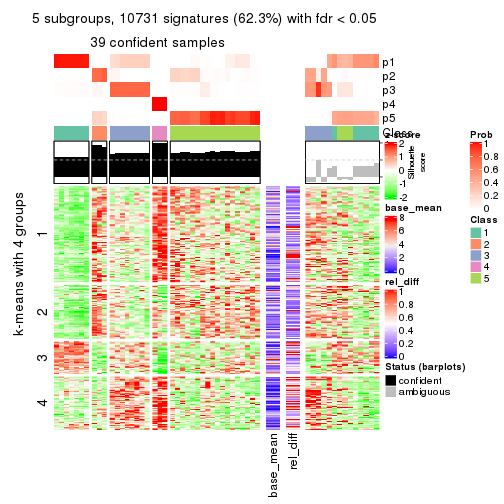 5 subgroups, 10731 signatures (62.3%) with fdr < 0.05
39 confident samples
p1
p2
p3
p4
p5
Class
z-score
2
1
0
-1
-2
Silhouette
score
base_mean
8
6
4
2
0
rel_diff
1
0.8
0.6
0.4
0.2
0
Status (barplots)
confident
ambiguous
Prob
1
0.8
0.6
0.4
0.2
0
Class
1
2
3
4
5
k-means with 4 groups
1
2
3
4
base_mean
rel_diff